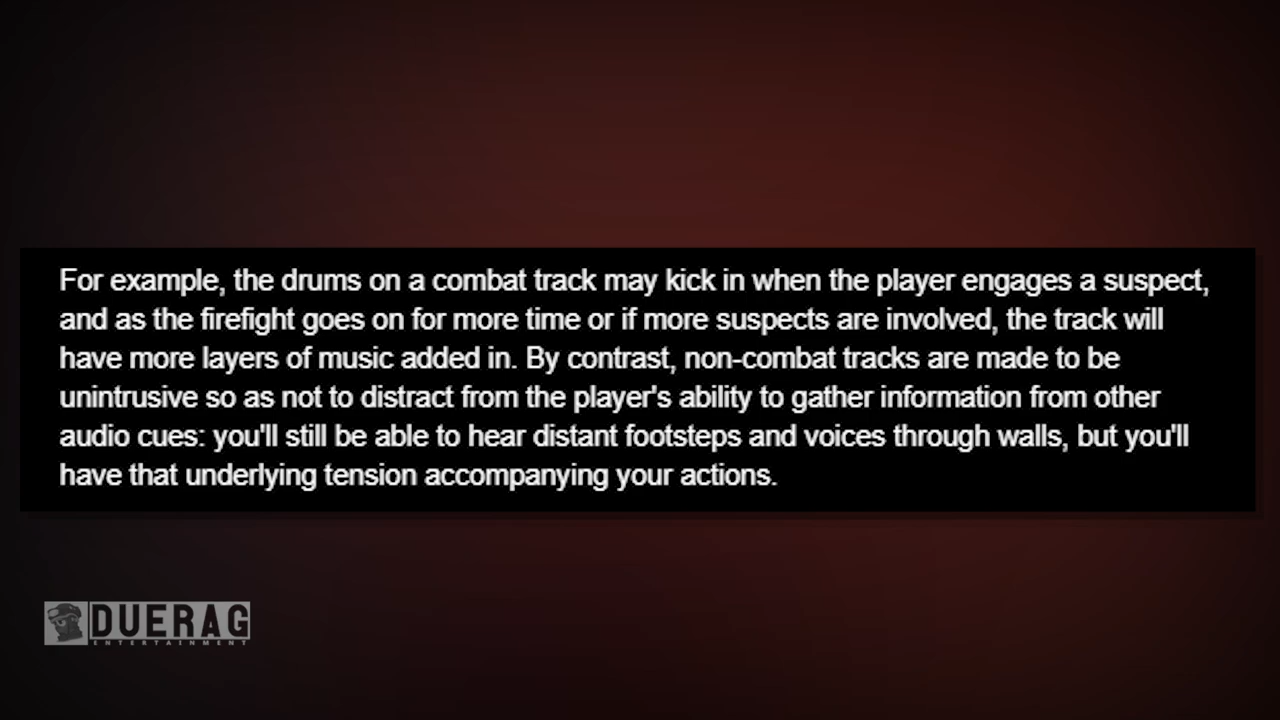 For example, the drums on a combat track may kick in when the player engages a suspect,
and as the firefight goes on for more time or if more suspects are involved, the track will
have more layers of music added in. By contrast, non-combat tracks are made to be
unintrusive so as not to distract from the player's ability to gather information from other
audio cues: you'll still be able to hear distant footsteps and voices through walls, but you'll
have that underlying tension accompanying your actions.
DUERAG
ENTERTAINMENT